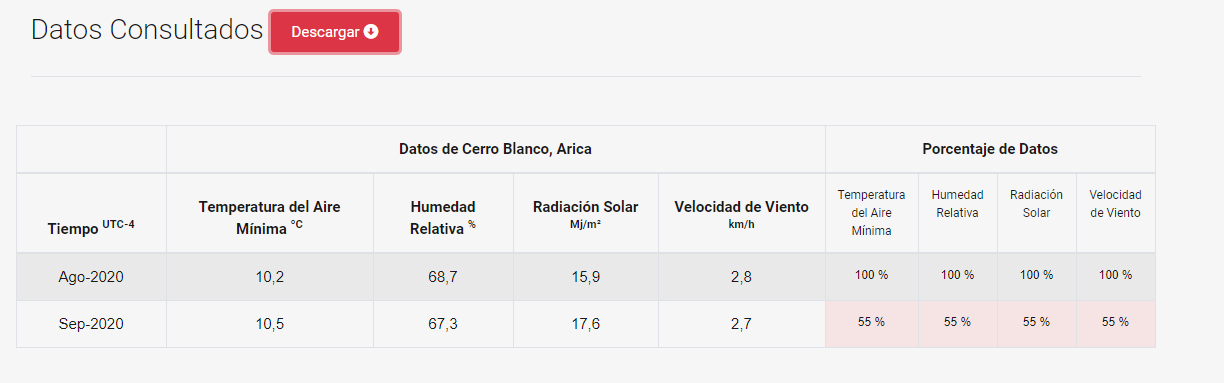 Datos Consultados Descargar
Datos de Cerro Blanco, Arica Porcentaje de Datos
Tiempo UTC-4 Temperatura del Aire Mínima °C Humedad Relativa % Radiación Solar Mj/m² Velocidad de Viento km/h Temperatura del Aire Mínima Humedad Relativa Radiación Solar Velocidad de Viento
Ago-2020 10,2 68,7 15,9 2,8 100 % 100 % 100 % 100 %
Sep-2020 10,5 67,3 17,6 2,7 55 % 55 % 55 % 55 %